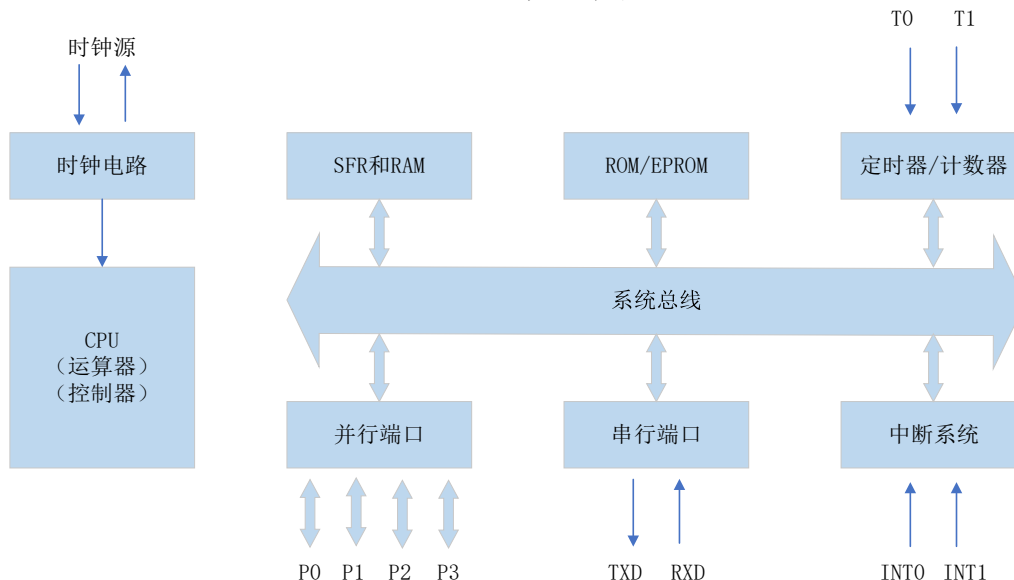 T0 T1
时钟源
时钟电路
SFR和RAM
ROM/EPROM
定时器/计数器
系统总线
CPU
（运算器）
（控制器）
并行端口
串行端口
中断系统
P0 P1 P2 P3
TXD RXD
INT0 INT1